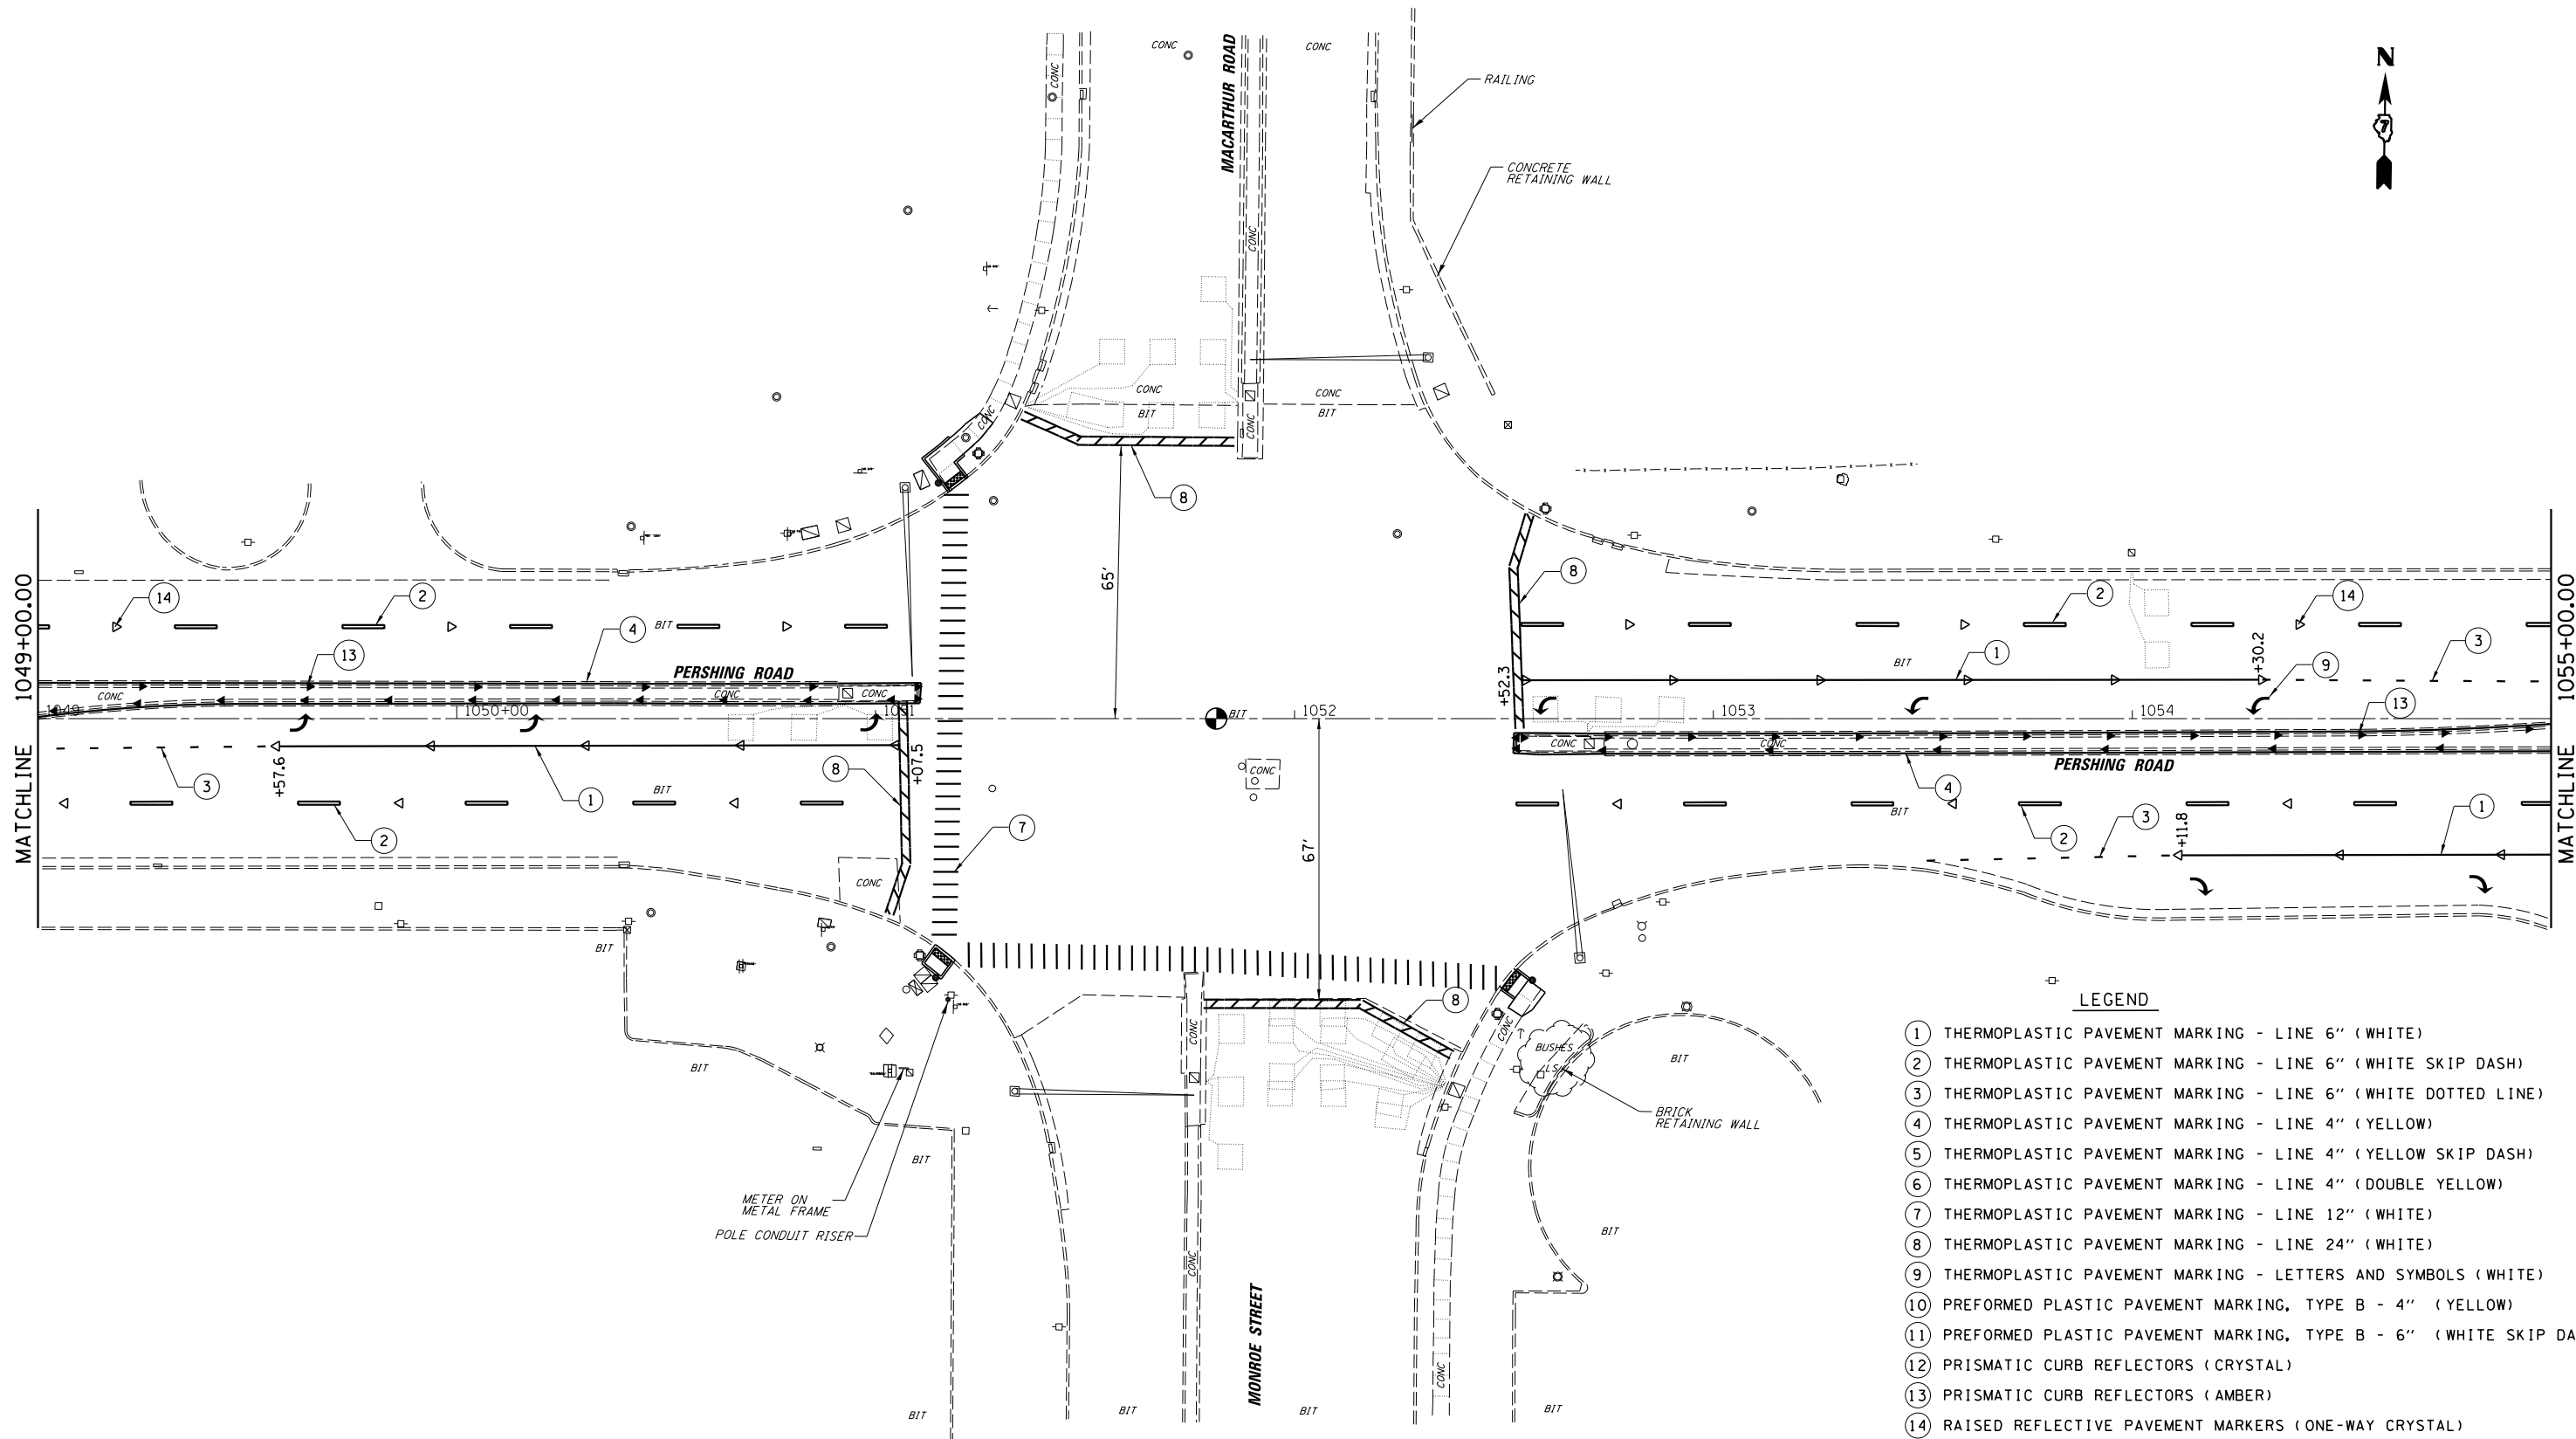 CONC
CONC
CONC
MACARTHUR ROAD
RAILING
N
7
CONCRETE
RETAINING WALL
CONC
CONC
CONC
CONC
BIT
BIT
CONC
CONC
8
65'
8
MATCHLINE 1049+00.00
14
2
4
BIT
13
PERSHING ROAD
CONC
CONC
CONC
1049
1050+00
1051
BIT
1052
+52.3
1
BIT
+30.2
9
2
14
3
13
1053
1054
MATCHLINE 1055+00.00
3
+57.6
1
BIT
2
8
+07.5
7
CONC
67'
CONC
CONC
PERSHING ROAD
4
BIT
2
3
+11.8
1
CONC
BIT
BIT
8
CONC
CONC
BUSHES
LS
BIT
BRICK
RETAINING WALL
BIT
METER ON
METAL FRAME
POLE CONDUIT RISER
CONC
MONROE STREET
BIT
CONC
BIT
BIT
BIT
BIT
LEGEND
1 THERMOPLASTIC PAVEMENT MARKING - LINE 6" (WHITE)
2 THERMOPLASTIC PAVEMENT MARKING - LINE 6" (WHITE SKIP DASH)
3 THERMOPLASTIC PAVEMENT MARKING - LINE 6" (WHITE DOTTED LINE)
4 THERMOPLASTIC PAVEMENT MARKING - LINE 4" (YELLOW)
5 THERMOPLASTIC PAVEMENT MARKING - LINE 4" (YELLOW SKIP DASH)
6 THERMOPLASTIC PAVEMENT MARKING - LINE 4" (DOUBLE YELLOW)
7 THERMOPLASTIC PAVEMENT MARKING - LINE 12" (WHITE)
8 THERMOPLASTIC PAVEMENT MARKING - LINE 24" (WHITE)
9 THERMOPLASTIC PAVEMENT MARKING - LETTERS AND SYMBOLS (WHITE)
10 PREFORMED PLASTIC PAVEMENT MARKING, TYPE B - 4" (YELLOW)
11 PREFORMED PLASTIC PAVEMENT MARKING, TYPE B - 6" (WHITE SKIP DA
12 PRISMATIC CURB REFLECTORS (CRYSTAL)
13 PRISMATIC CURB REFLECTORS (AMBER)
14 RAISED REFLECTIVE PAVEMENT MARKERS (ONE-WAY CRYSTAL)